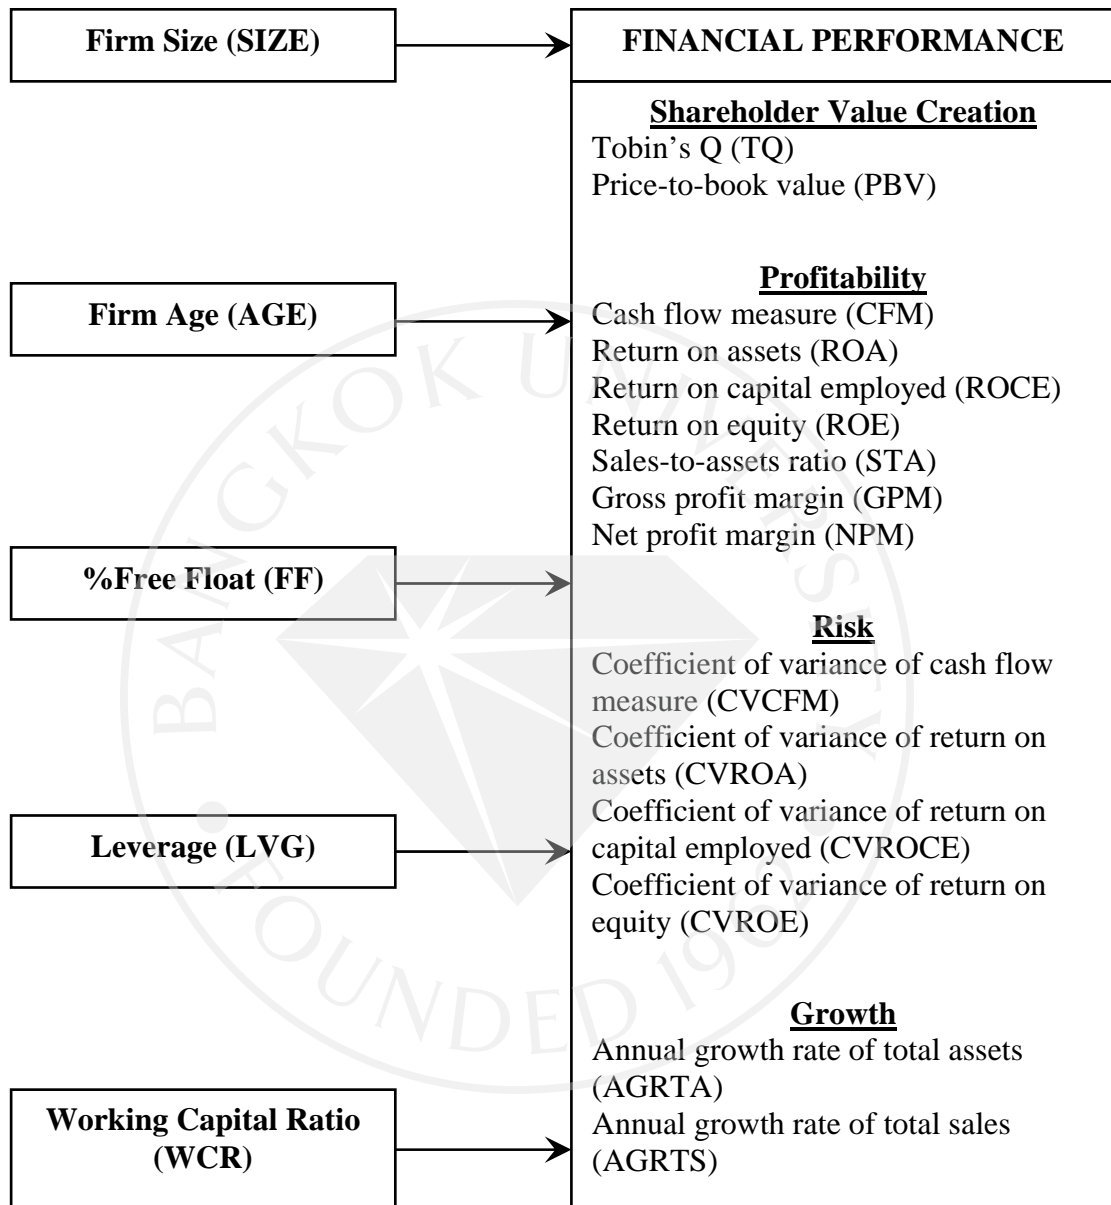 Firm Size (SIZE)
FINANCIAL PERFORMANCE
Shareholder Value Creation
Tobin’s Q (TQ)
Price-to-book value (PBV)
Firm Age (AGE)
Profitability
Cash flow measure (CFM)
Return on assets (ROA)
Return on capital employed (ROCE)
Return on equity (ROE)
Sales-to-assets ratio (STA)
Gross profit margin (GPM)
Net profit margin (NPM)
%Free Float (FF)
Risk
Coefficient of variance of cash flow
measure (CVCFM)
Coefficient of variance of return on
assets (CVROA)
Coefficient of variance of return on
capital employed (CVROCE)
Coefficient of variance of return on
equity (CVROE)
Leverage (LVG)
Growth
Annual growth rate of total assets
(AGRTA)
Annual growth rate of total sales
(AGRTS)
Working Capital Ratio
(WCR)
BANGKOK UNIVERSITY
FOUNDED 1962